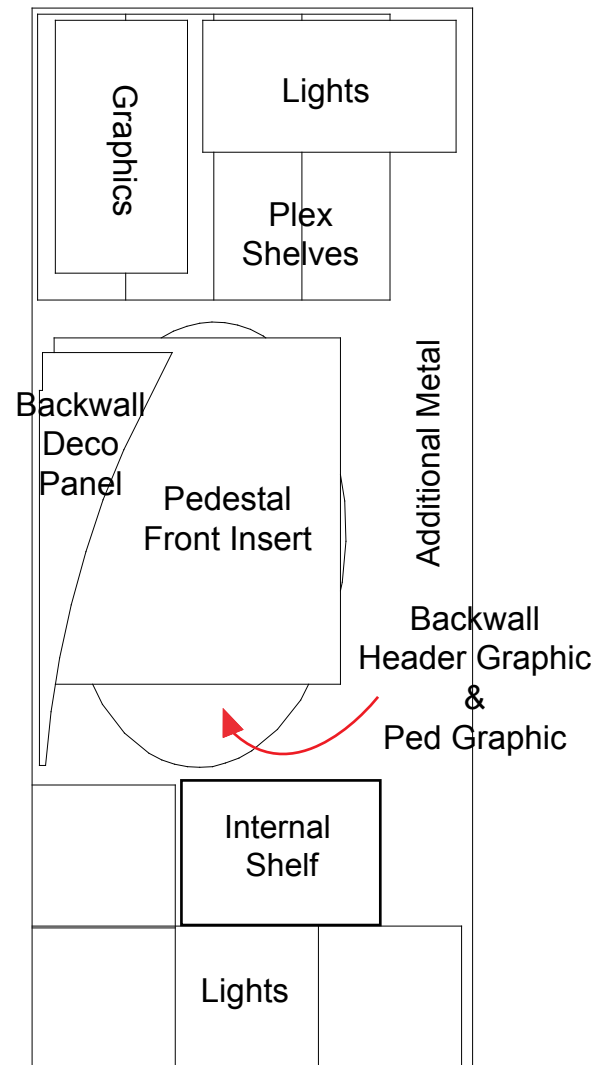 Graphics
Lights
Plex
Shelves
Backwall
Deco
Panel
Pedestal
Front Insert
Additional Metal
Backwall
Header Graphic
&
Ped Graphic
Internal
Shelf
Lights